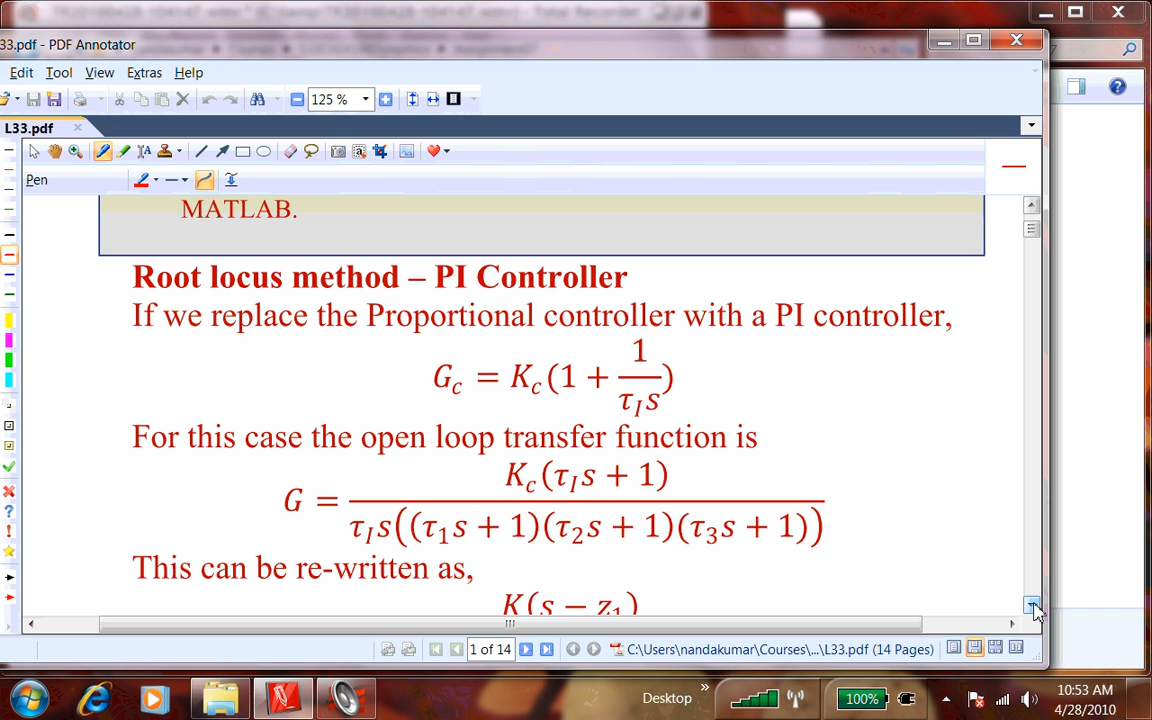 33.pdf - PDF Annotator
Edit Tool View Extras Help
125 %
L33.pdf
Pen
MATLAB.
Root locus method – PI Controller
If we replace the Proportional controller with a PI controller,
G_c = K_c(1 + 1/(τ_I s))
For this case the open loop transfer function is
G = K_c(τ_I s + 1) / (τ_I s((τ_1 s + 1)(τ_2 s + 1)(τ_3 s + 1)))
This can be re-written as,
K(s − z_1)
1 of 14
C:\Users\nandakumar\Courses\...\L33.pdf (14 Pages)
Desktop
»
100%
10:53 AM
4/28/2010